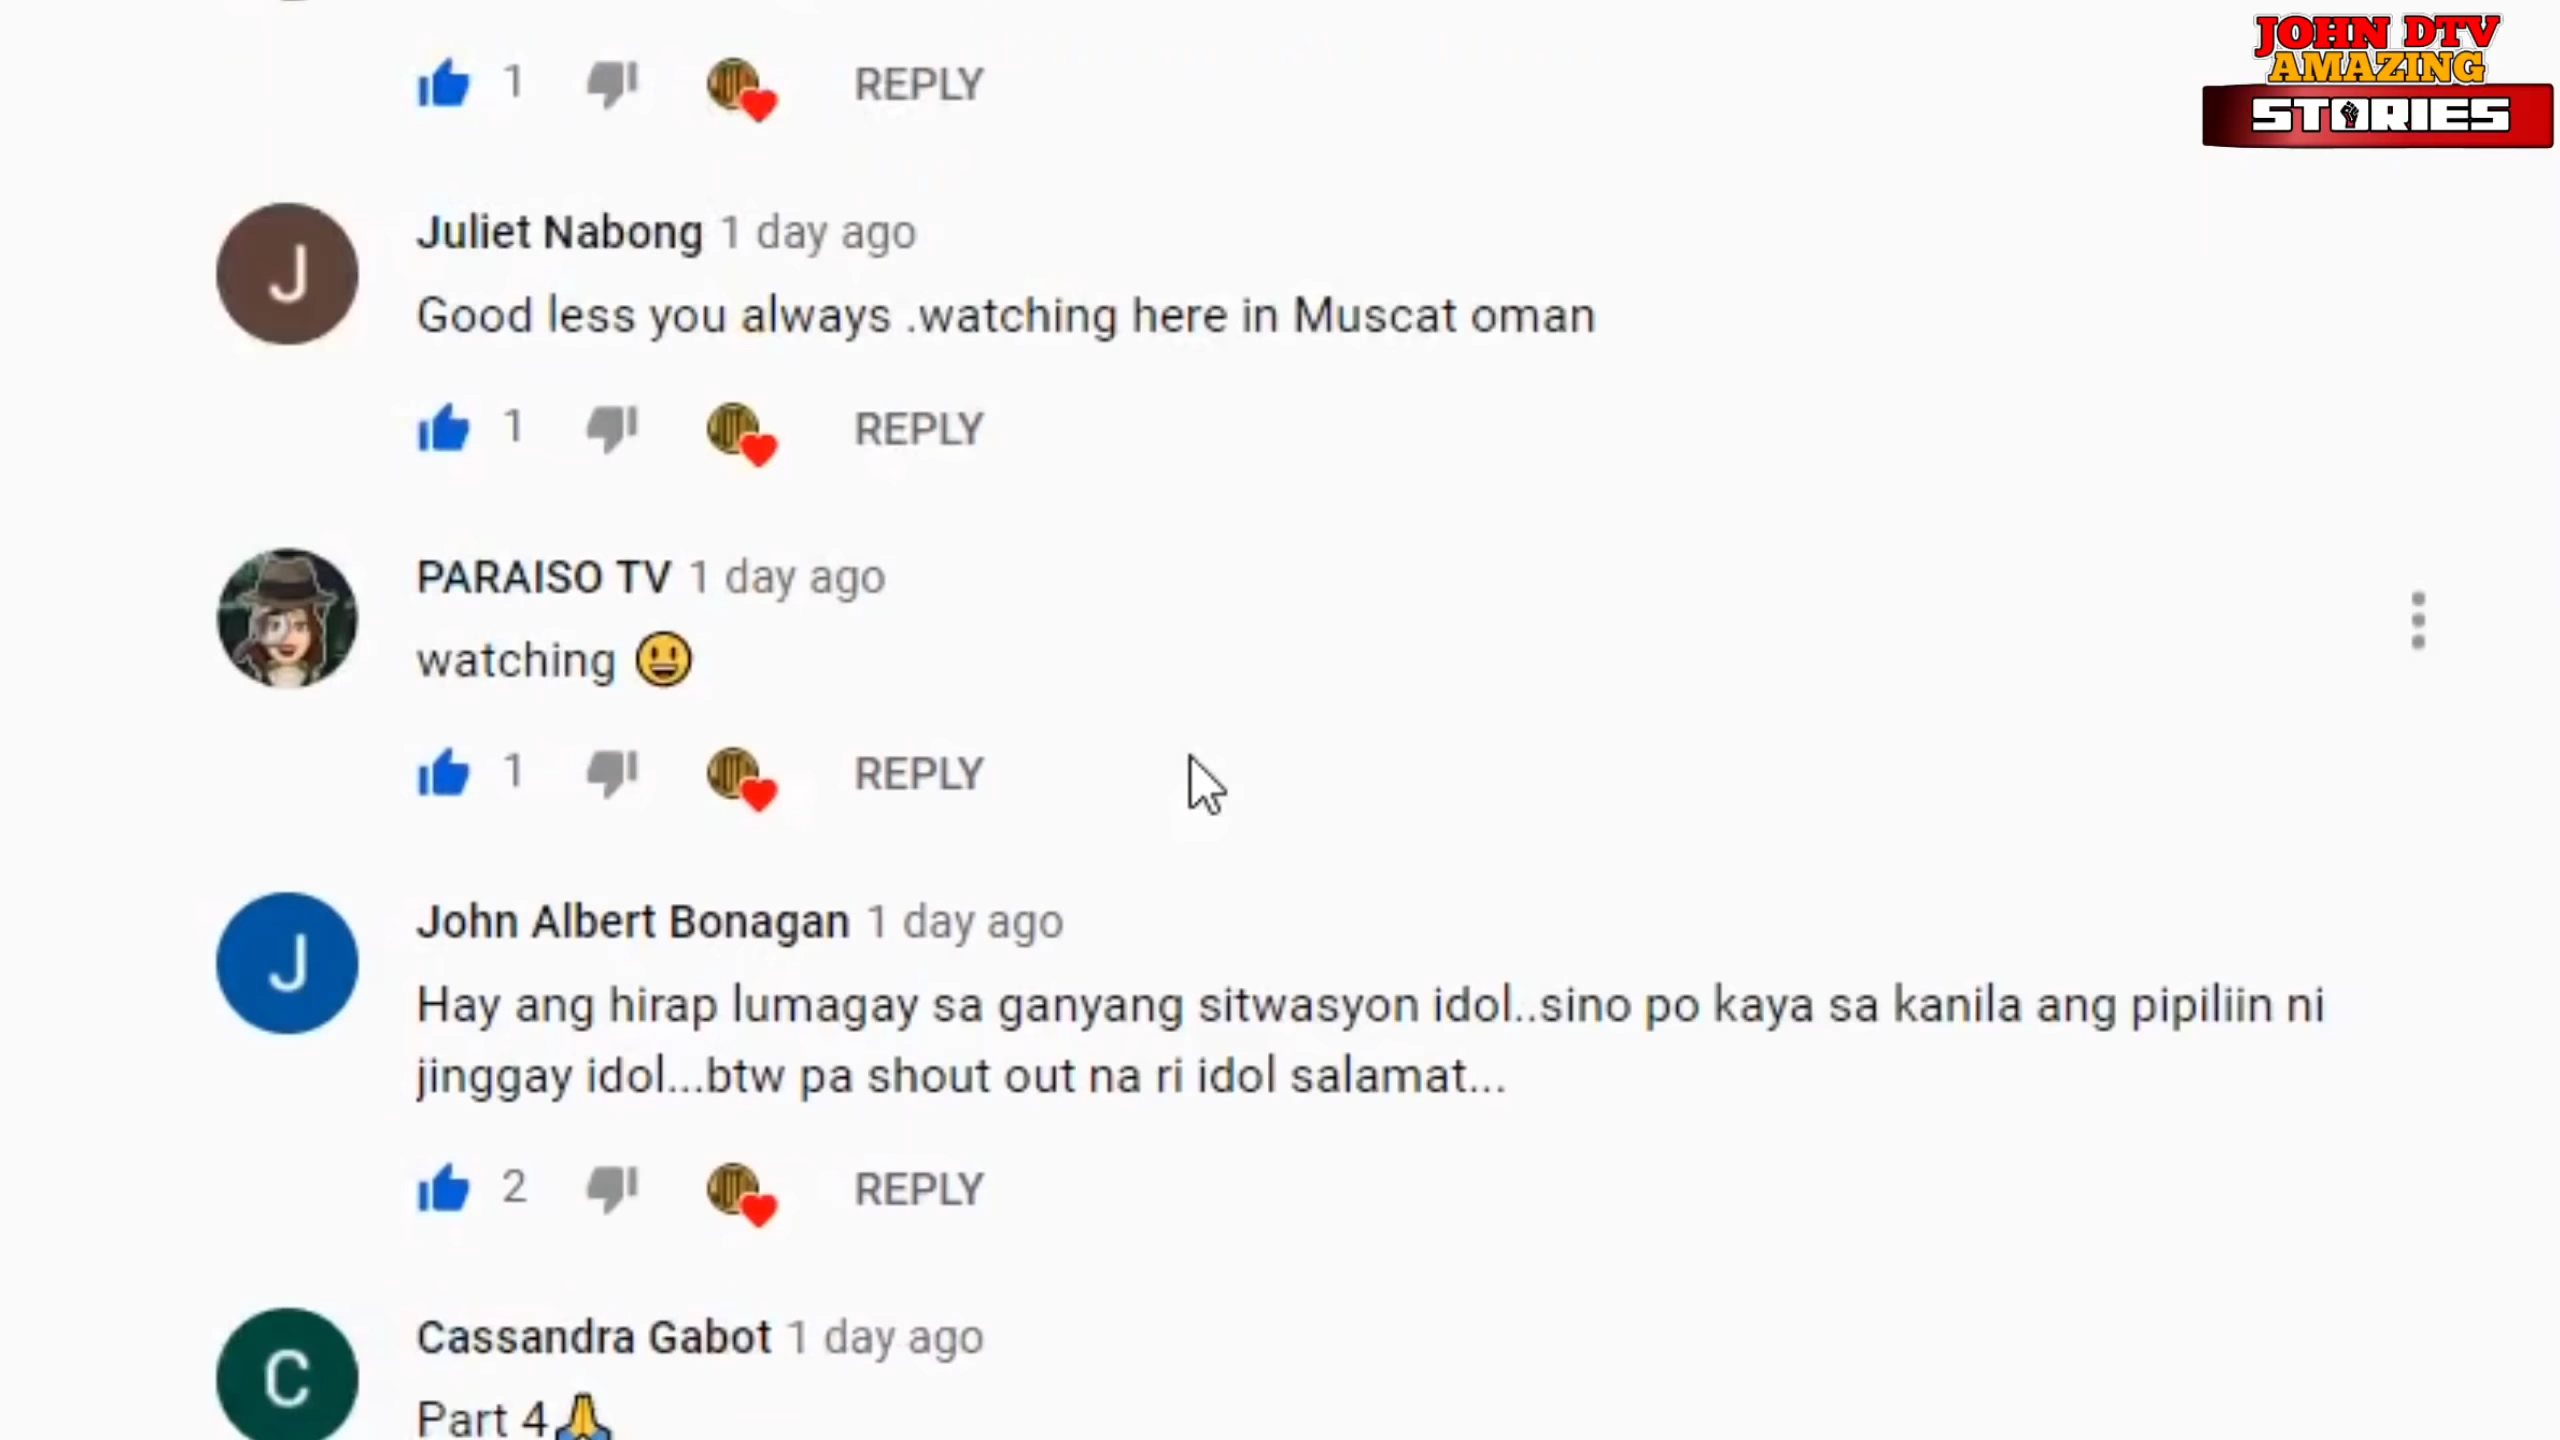 JOHN DTV
AMAZING
STORIES
1 REPLY
J
Juliet Nabong 1 day ago
Good less you always .watching here in Muscat oman
1 REPLY
PARAISO TV 1 day ago
watching 😃
1 REPLY
J
John Albert Bonagan 1 day ago
Hay ang hirap lumagay sa ganyang sitwasyon idol..sino po kaya sa kanila ang pipiliin ni
jinggay idol...btw pa shout out na ri idol salamat...
2 REPLY
C
Cassandra Gabot 1 day ago
Part 4🙏